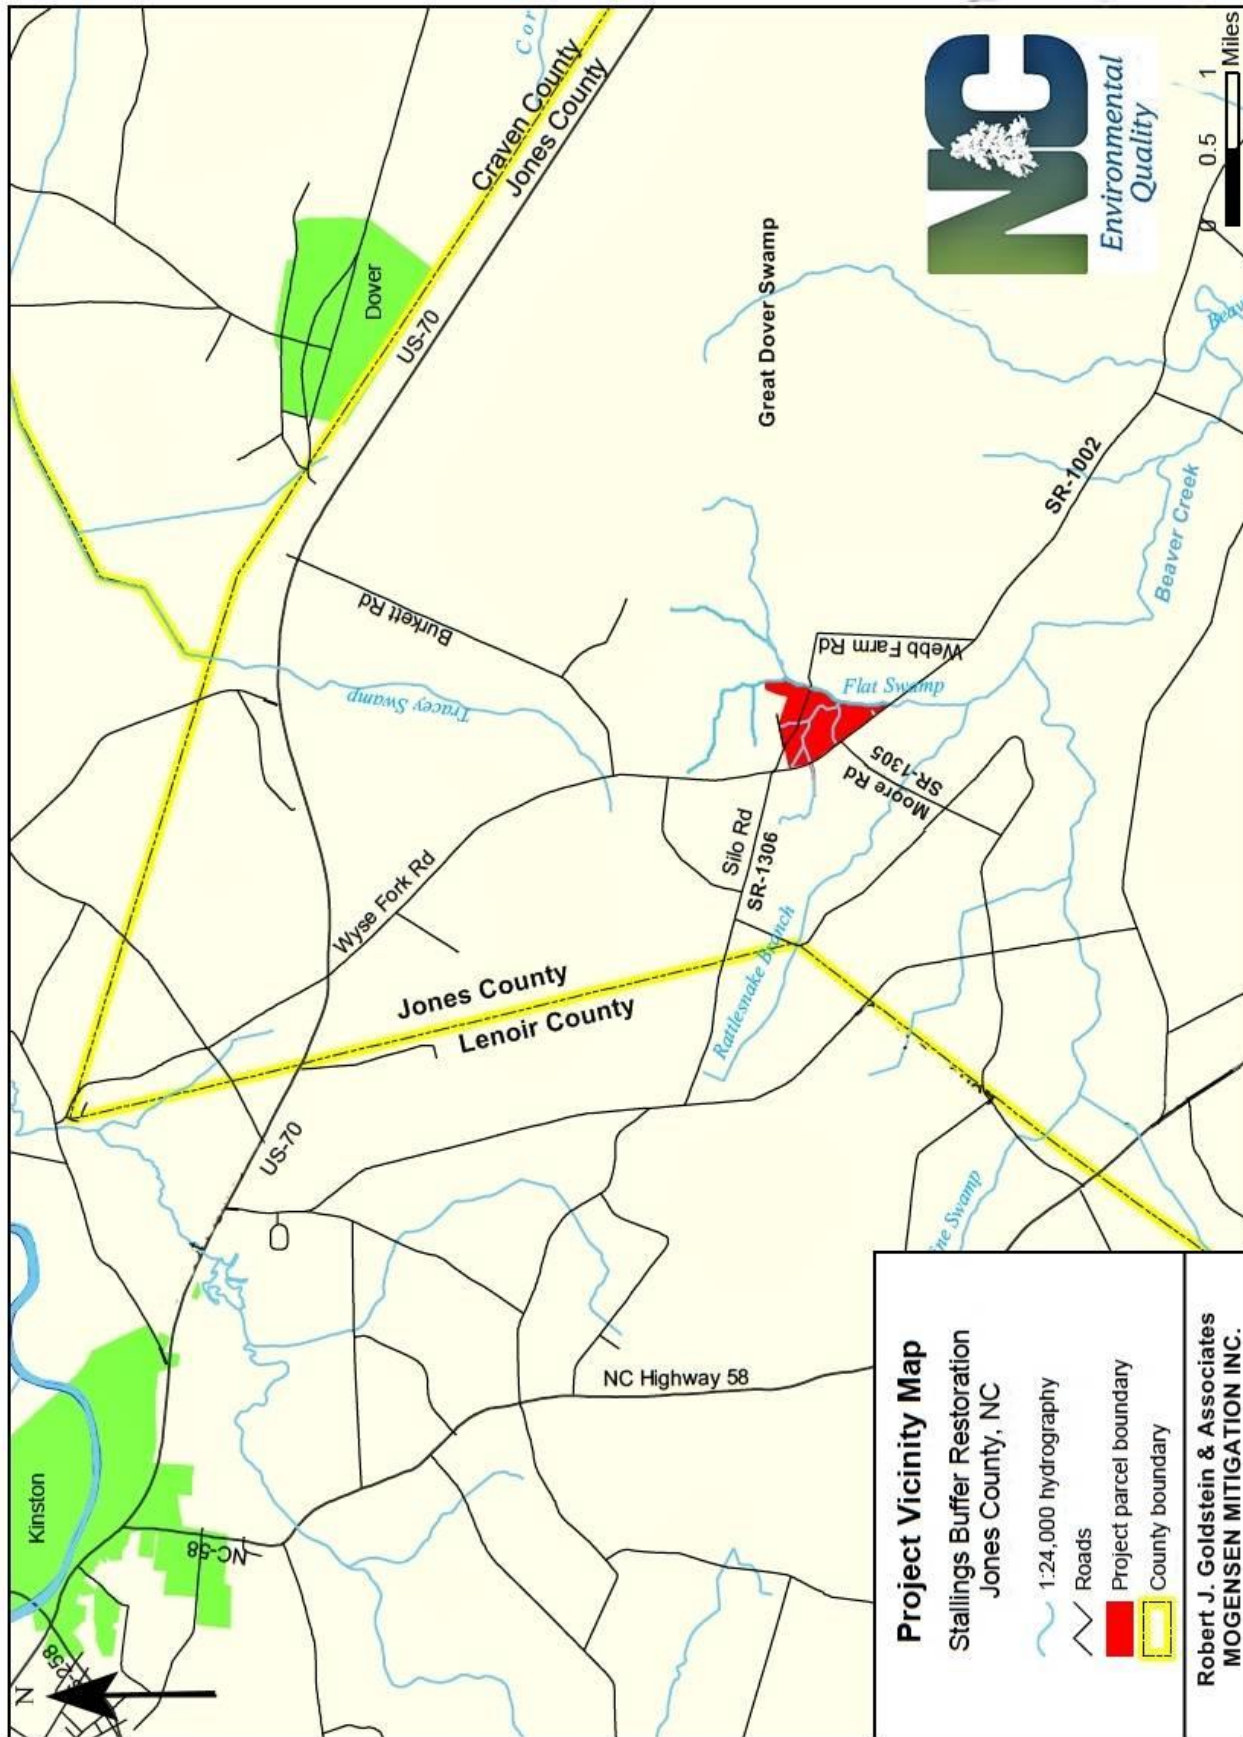 N
Kinston
NC-58
US-70
US-70
Dover
Craven County
Jones County
Tracey Swamp
Burkett Rd
Wyse Fork Rd
Jones County
Lenoir County
Silo Rd
SR-1306
Rattlesnake Branch
Moore Rd
SR-1305
Flat Swamp
Webb Farm Rd
Great Dover Swamp
SR-1002
Beaver Creek
NC Highway 58
NC
Environmental
Quality
0 0.5 1
Miles
Project Vicinity Map
Stallings Buffer Restoration
Jones County, NC
1:24,000 hydrography
Roads
Project parcel boundary
County boundary
Robert J. Goldstein & Associates
MOGENSEN MITIGATION INC.